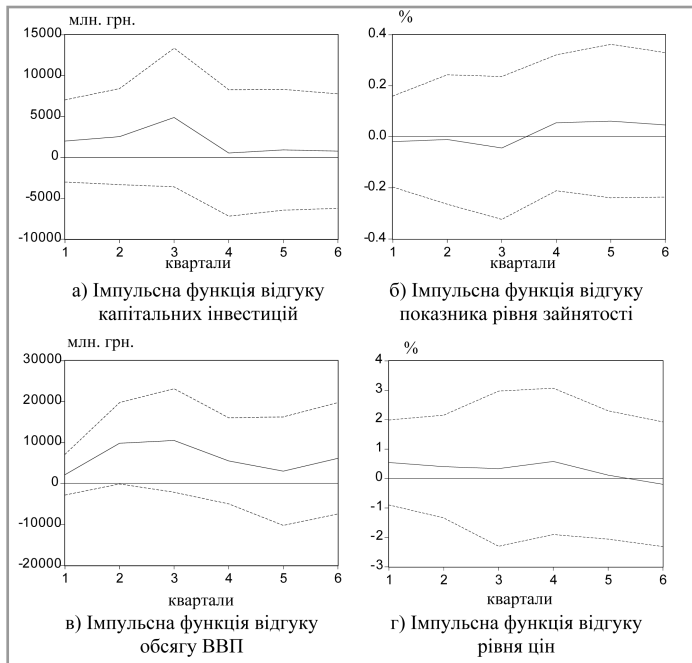 млн. грн.
15000
10000
5000
0
-5000
-10000
1 2 3 4 5 6
квартали
а) Імпульсна функція відгуку
капітальних інвестицій
%
0.4
0.2
0.0
-0.2
-0.4
1 2 3 4 5 6
квартали
б) Імпульсна функція відгуку
показника рівня зайнятості
млн. грн.
30000
20000
10000
0
-10000
-20000
1 2 3 4 5 6
квартали
в) Імпульсна функція відгуку
обсягу ВВП
%
4
3
2
1
0
-1
-2
-3
1 2 3 4 5 6
квартали
г) Імпульсна функція відгуку
рівня цін